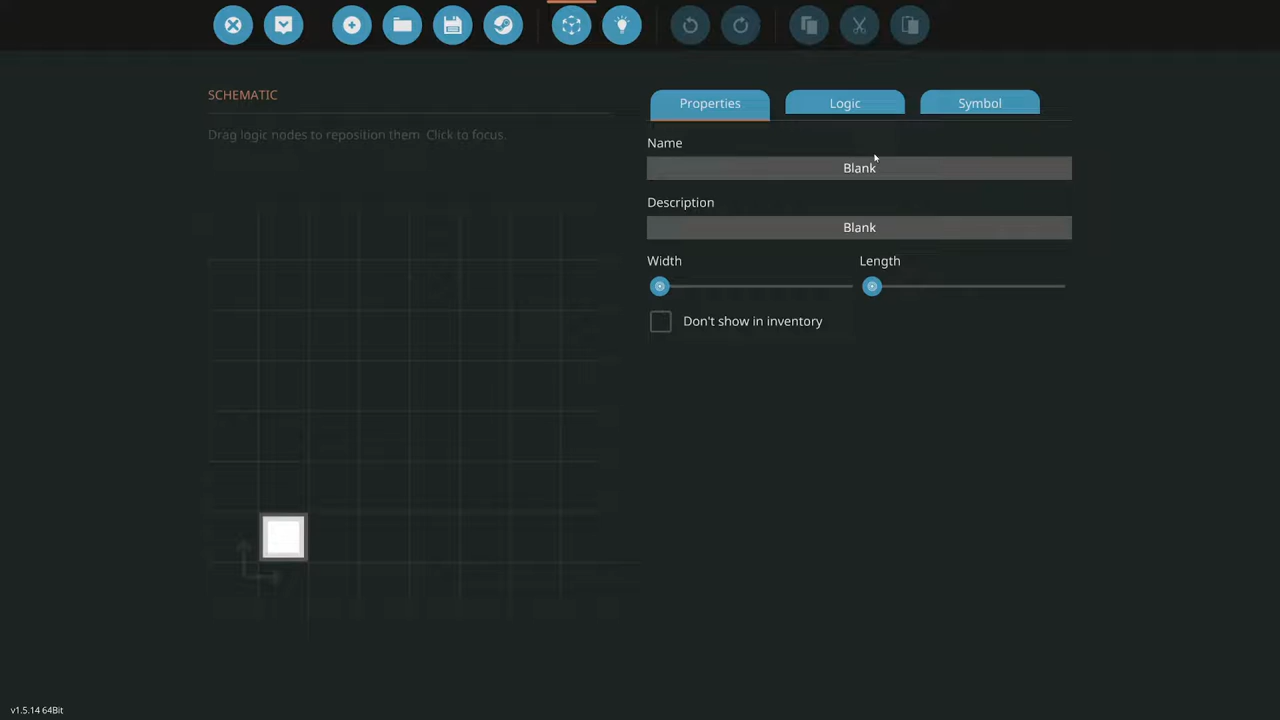 SCHEMATIC
Drag logic nodes to reposition them. Click to focus.
Properties
Logic
Symbol
Name
Blank
Description
Blank
Width
Length
Don't show in inventory
v1.5.14 64Bit